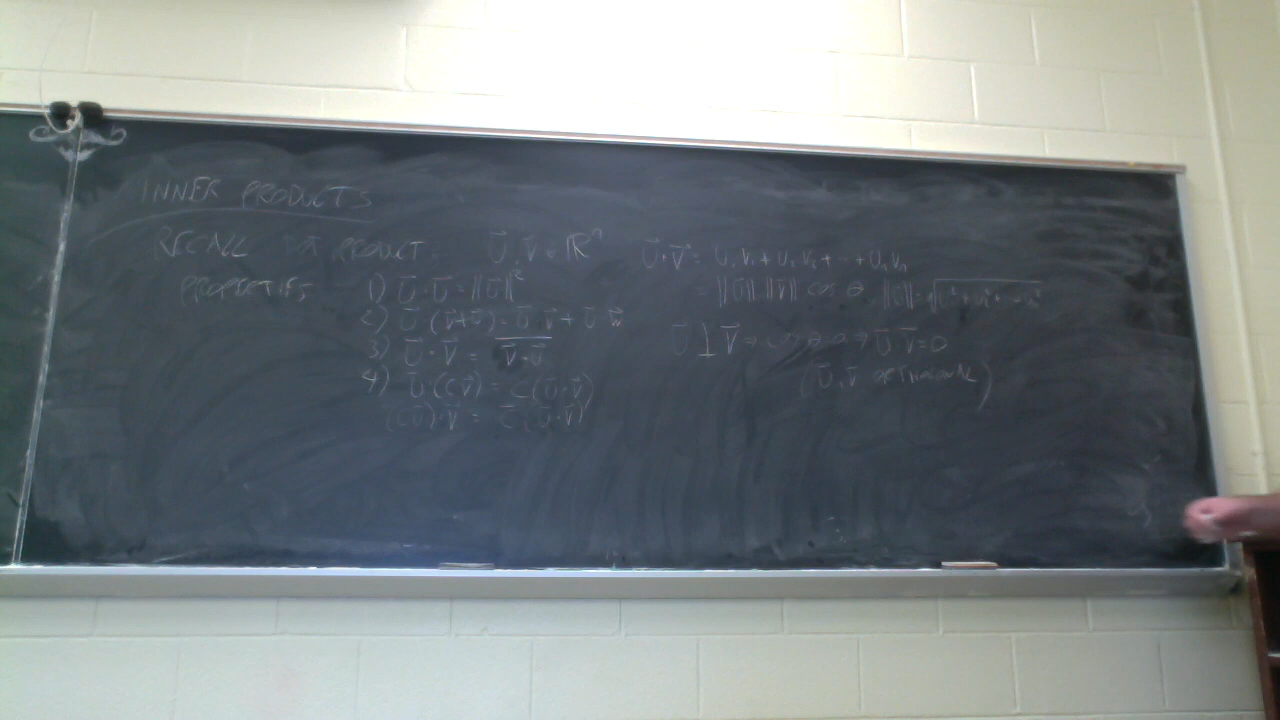 INNER PRODUCTS
RECALL DOT PRODUCT. U⃗, V⃗ ∈ ℝⁿ U⃗·V⃗ = U₁V₁ + U₂V₂ + ⋯ + UₙVₙ
= ||U⃗|| ||V⃗|| cos θ
PROPERTIES 1) U⃗·U⃗ = ||U⃗||²
2) U⃗·(V⃗+W⃗) = U⃗·V⃗ + U⃗·W⃗
3) U⃗·V⃗ = \overline{V⃗·U⃗}
U⃗ ⊥ V⃗ ⇒ cos θ = 0 ⇒ U⃗·V⃗ = 0
4) U⃗·(CV⃗) = C(U⃗·V⃗)
(U⃗, V⃗ ORTHOGONAL)
(CU⃗)·V⃗ = C̄(U⃗·V⃗)